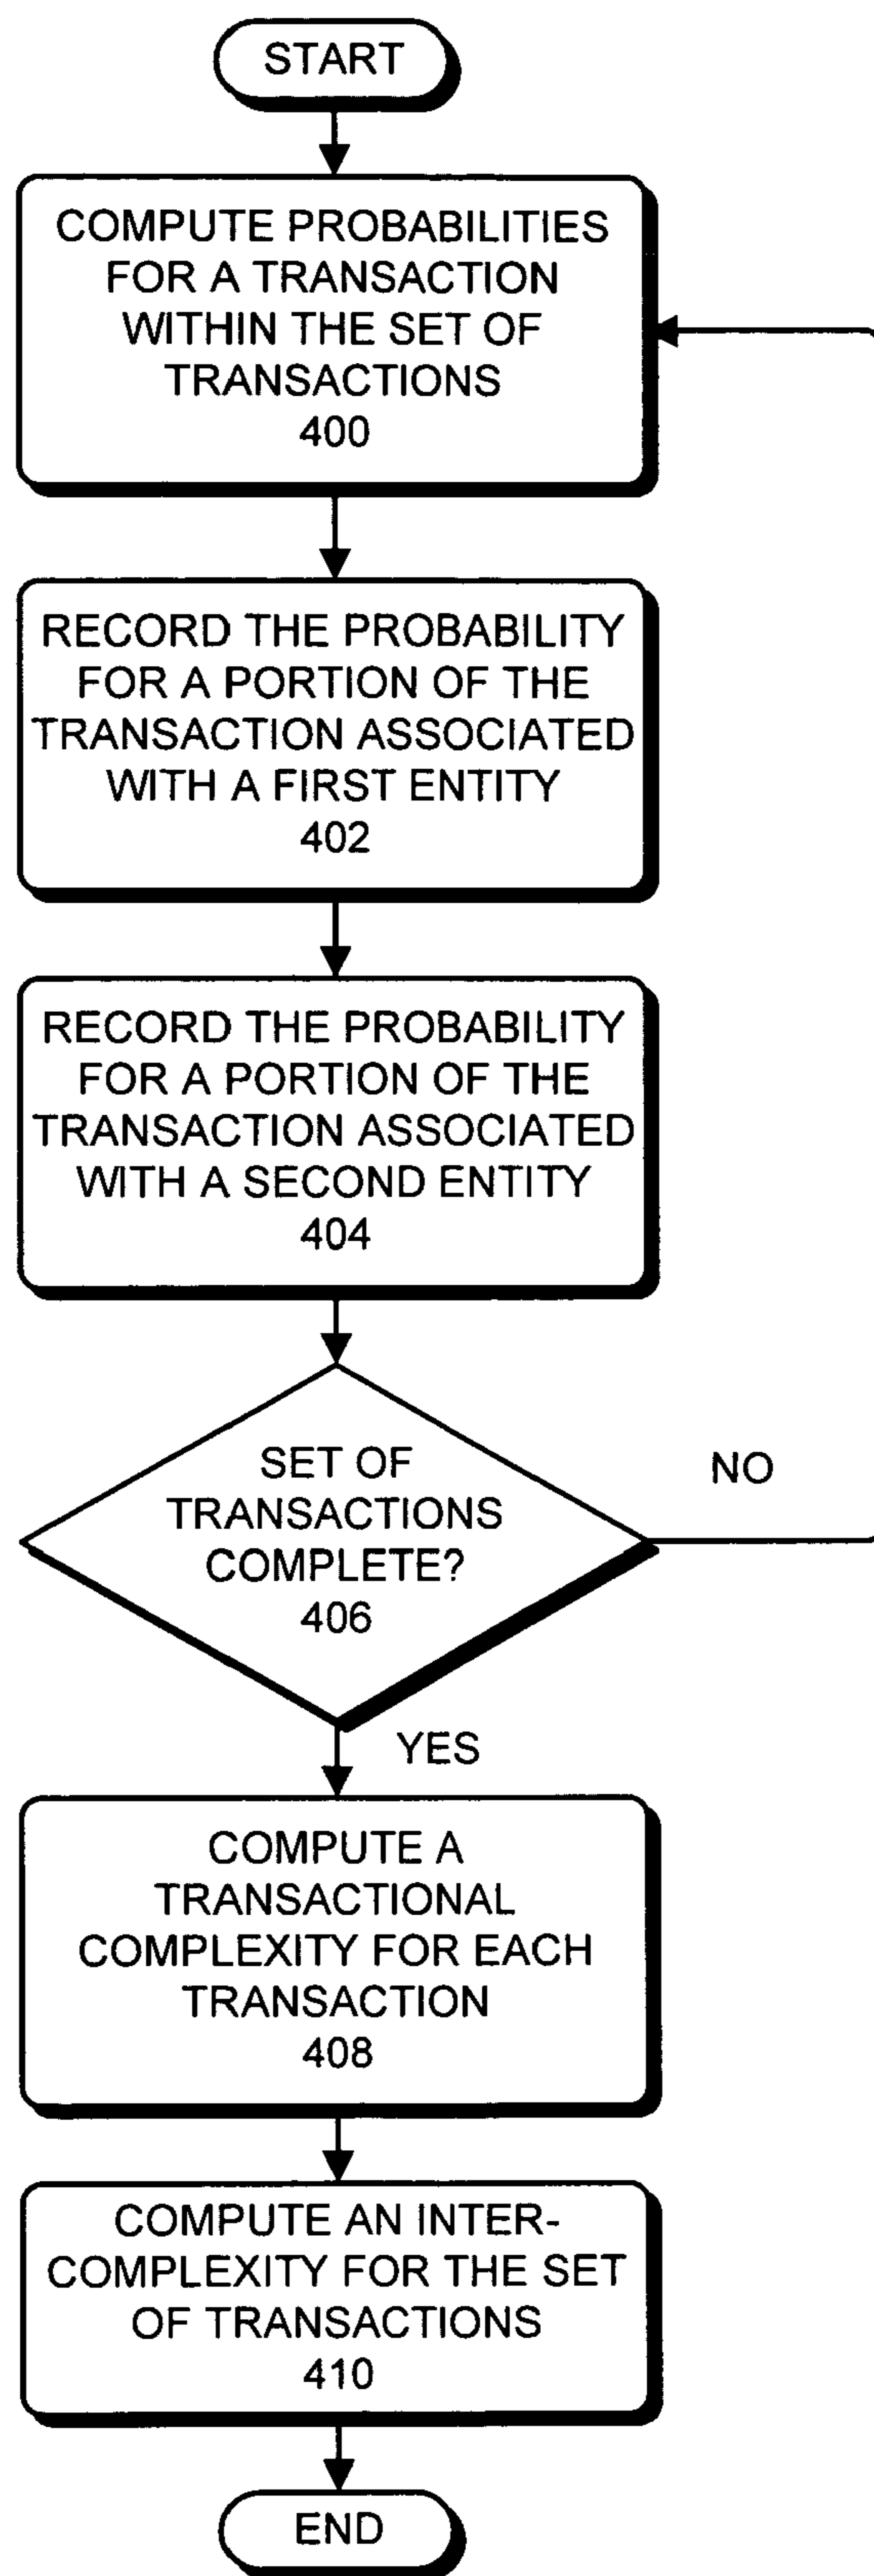 START
COMPUTE PROBABILITIES
FOR A TRANSACTION
WITHIN THE SET OF
TRANSACTIONS
400
RECORD THE PROBABILITY
FOR A PORTION OF THE
TRANSACTION ASSOCIATED
WITH A FIRST ENTITY
402
RECORD THE PROBABILITY
FOR A PORTION OF THE
TRANSACTION ASSOCIATED
WITH A SECOND ENTITY
404
SET OF
TRANSACTIONS
COMPLETE?
406
NO
YES
COMPUTE A
TRANSACTIONAL
COMPLEXITY FOR EACH
TRANSACTION
408
COMPUTE AN INTER-
COMPLEXITY FOR THE SET
OF TRANSACTIONS
410
END